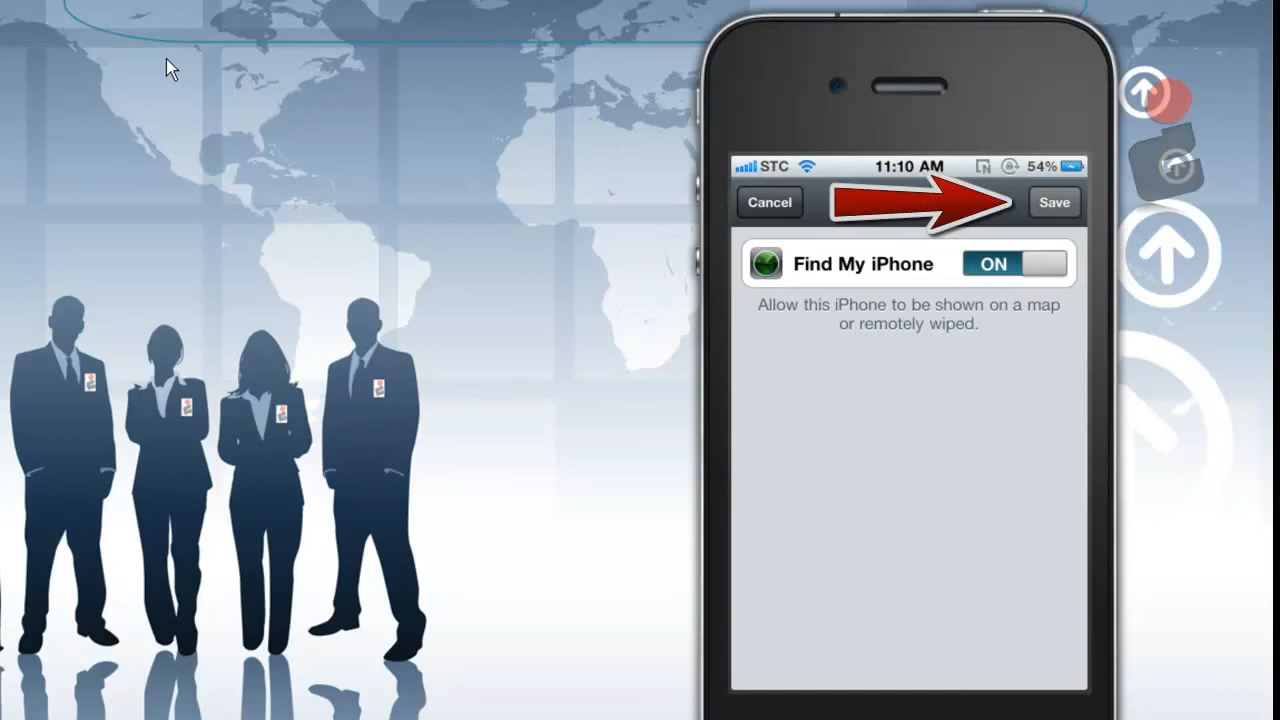 STC 11:10 AM 54%
Cancel Save
Find My iPhone ON
Allow this iPhone to be shown on a map
or remotely wiped.